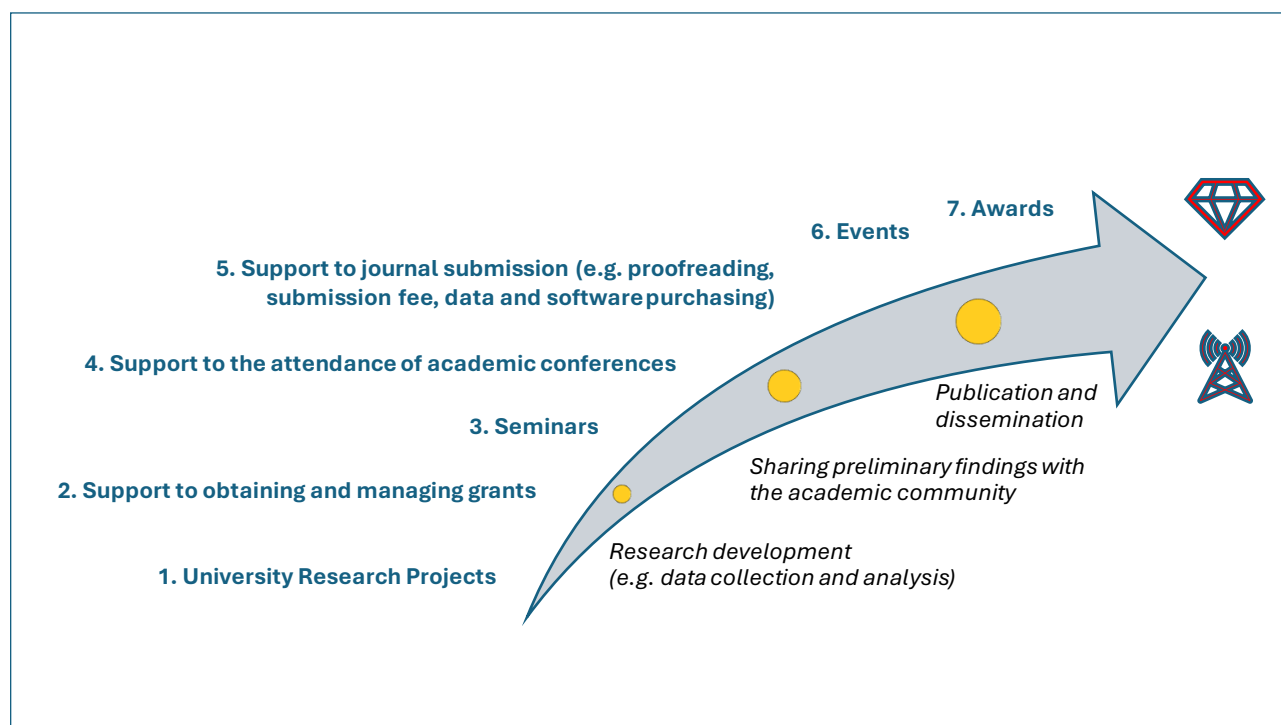 7. Awards
6. Events
5. Support to journal submission (e.g. proofreading,
submission fee, data and software purchasing)
4. Support to the attendance of academic conferences
3. Seminars
2. Support to obtaining and managing grants
1. University Research Projects
Publication and
dissemination
Sharing preliminary findings with
the academic community
Research development
(e.g. data collection and analysis)